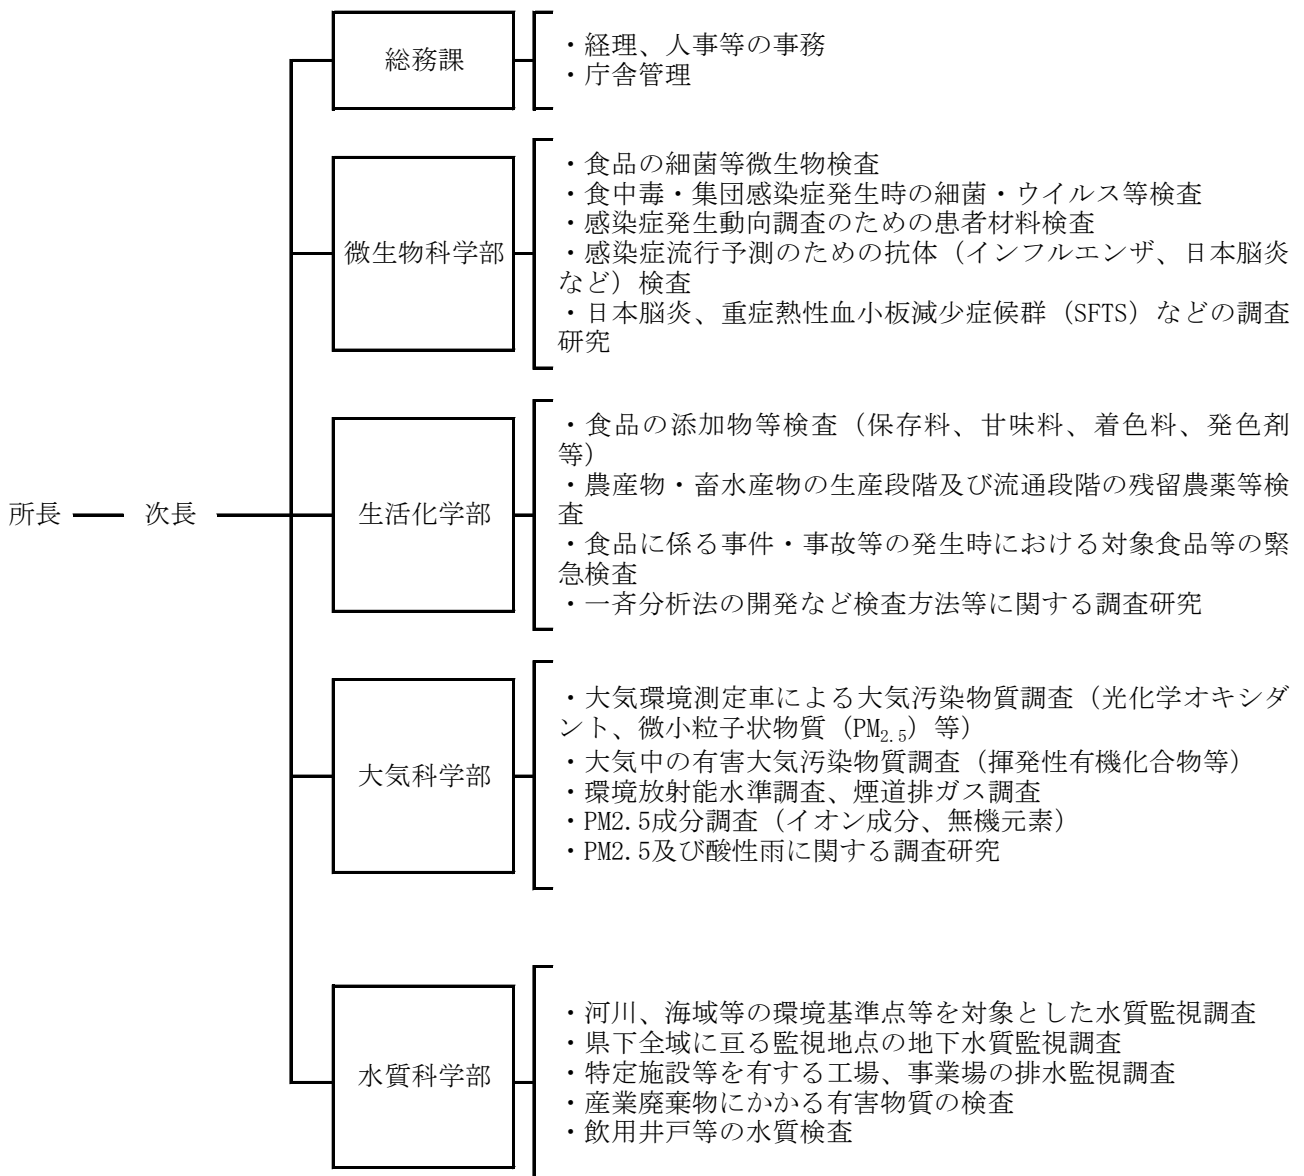 総務課
・経理、人事等の事務
・庁舎管理
微生物科学部
・食品の細菌等微生物検査
・食中毒・集団感染症発生時の細菌・ウイルス等検査
・感染症発生動向調査のための患者材料検査
・感染症流行予測のための抗体（インフルエンザ、日本脳炎
など）検査
・日本脳炎、重症熱性血小板減少症候群（SFTS）などの調査
研究
所長
次長
生活化学部
・食品の添加物等検査（保存料、甘味料、着色料、発色剤
等）
・農産物・畜水産物の生産段階及び流通段階の残留農薬等検
査
・食品に係る事件・事故等の発生時における対象食品等の緊
急検査
・一斉分析法の開発など検査方法等に関する調査研究
大気科学部
・大気環境測定車による大気汚染物質調査（光化学オキシダ
ント、微小粒子状物質（PM2.5）等）
・大気中の有害大気汚染物質調査（揮発性有機化合物等）
・環境放射能水準調査、煙道排ガス調査
・PM2.5成分調査（イオン成分、無機元素）
・PM2.5及び酸性雨に関する調査研究
水質科学部
・河川、海域等の環境基準点等を対象とした水質監視調査
・県下全域に亘る監視地点の地下水質監視調査
・特定施設等を有する工場、事業場の排水監視調査
・産業廃棄物にかかる有害物質の検査
・飲用井戸等の水質検査